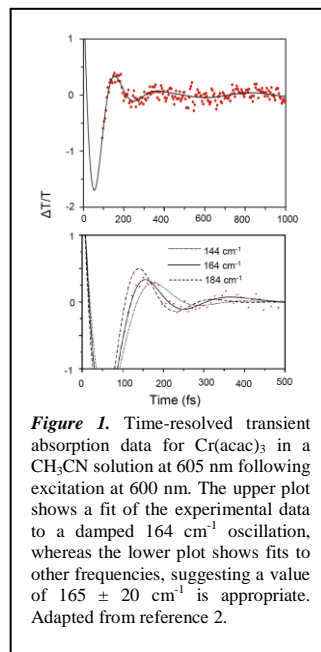 1
0
-1
-2
ΔT/T
0 200 400 600 800 1000
1
0
-1
144 cm⁻¹
164 cm⁻¹
184 cm⁻¹
0 100 200 300 400 500
Time (fs)
Figure 1. Time-resolved transient
absorption data for Cr(acac)₃ in a
CH₃CN solution at 605 nm following
excitation at 600 nm. The upper plot
shows a fit of the experimental data
to a damped 164 cm⁻¹ oscillation,
whereas the lower plot shows fits to
other frequencies, suggesting a value
of 165 ± 20 cm⁻¹ is appropriate.
Adapted from reference 2.